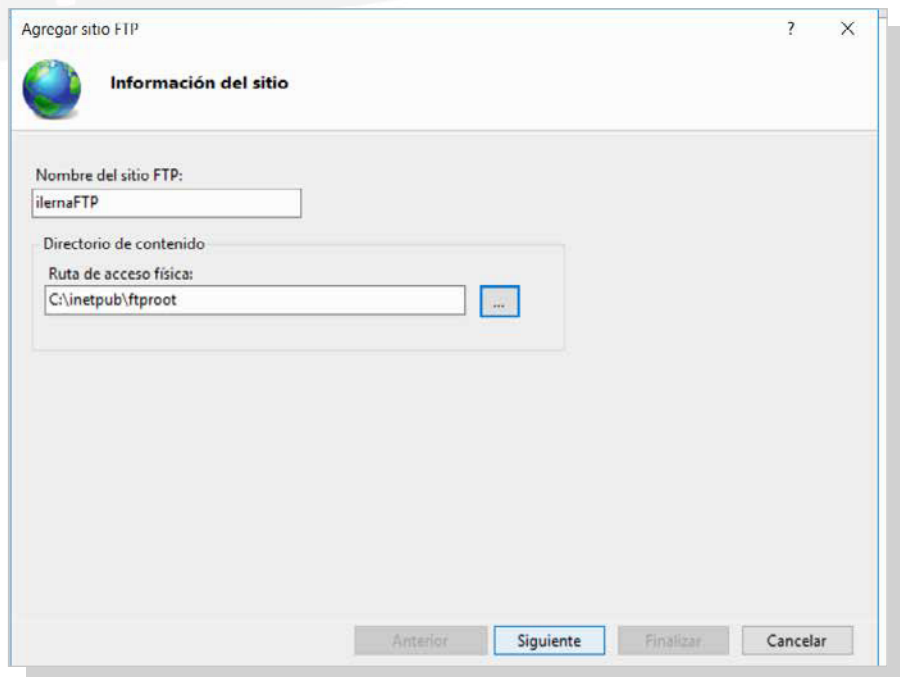 Agregar sitio FTP
?
Información del sitio
Nombre del sitio FTP:
ilernaFTP
Directorio de contenido
Ruta de acceso física:
C:\inetpub\ftproot
...
Anterior
Siguiente
Finalizar
Cancelar